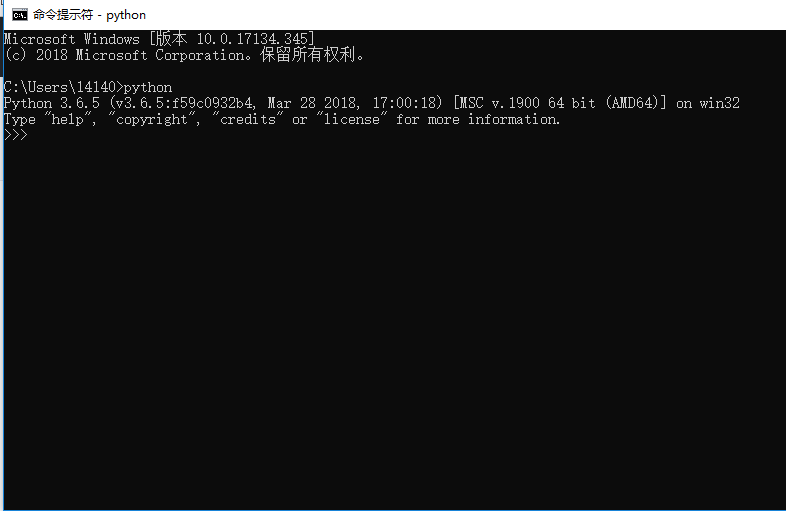 命令提示符 - python
Microsoft Windows [版本 10.0.17134.345]
(c) 2018 Microsoft Corporation。保留所有权利。
C:\Users\14140>python
Python 3.6.5 (v3.6.5:f59c0932b4, Mar 28 2018, 17:00:18) [MSC v.1900 64 bit (AMD64)] on win32
Type "help", "copyright", "credits" or "license" for more information.
>>>